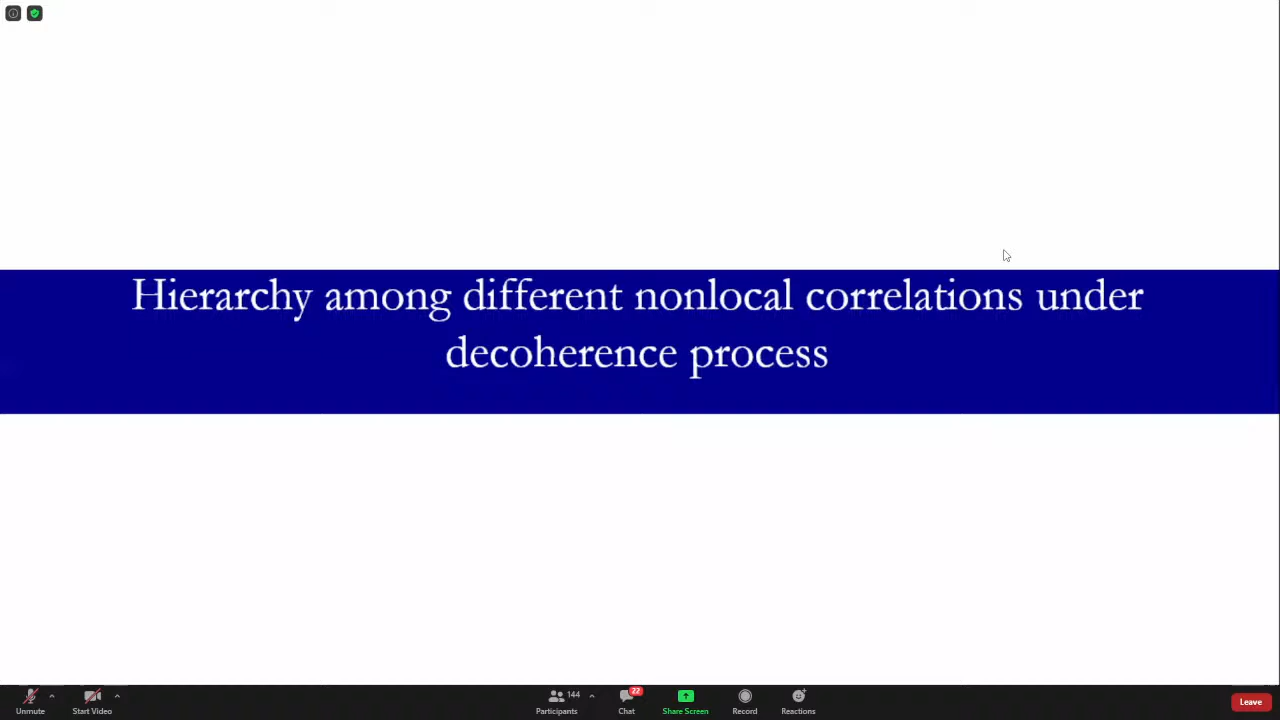 Hierarchy among different nonlocal correlations under
decoherence process
144
22
Unmute
Start Video
Participants
Chat
Share Screen
Record
Reactions
Leave